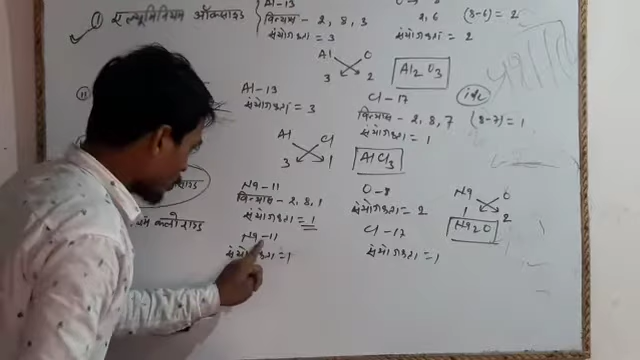 (i) एल्यूमिनियम ऑक्साइड
Al-13
विन्यास - 2, 8, 3
संयोजकता = 3
2, 6 (8-6) = 2
संयोजकता = 2
Al O
3 2
Al2O3
(ii)
Al-13
संयोजकता = 3
Cl-17
विन्यास - 2, 8, 7 (8-7) = 1
संयोजकता = 1
Al Cl
3 1
AlCl3
Na-11
विन्यास - 2, 8, 1
संयोजकता = 1
O-8
संयोजकता = 2
Na O
1 2
Na2O
क्लोराइड
Na-11
संयोजकता = 1
Cl-17
संयोजकता = 1